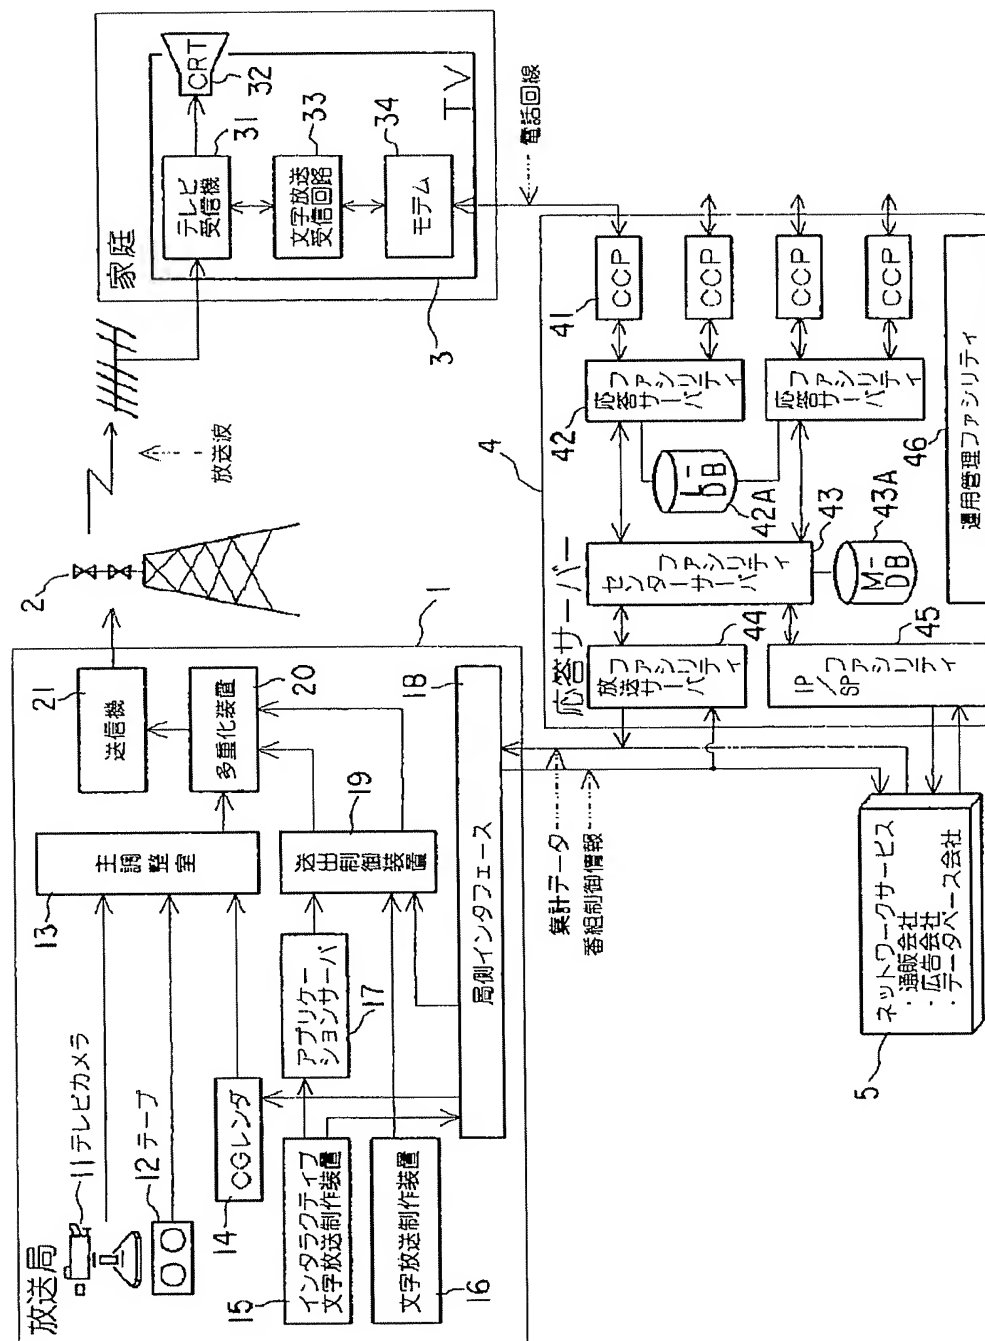 放送局
11 テレビカメラ
12 テープ
13
主調整室
14
CGレンダ
15
インタラクティブ
文字放送制作装置
16
文字放送制作装置
17
アプリケー
ションサーバ
18
局側インタフェース
19
送出制御装置
20
多重化装置
21
送信機
1
2
放送波
家庭
3
テレビ
受信機
31
CRT
32
文字放送
受信回路
33
モデム
34
TV
電話回線
集計データ
番組制御情報
応答サーバー
4
放送サーバ
ファシリティ
44
IP/SP
ファシリティ
45
センターサーバ
ファシリティ
43
M-
DB
43A
応答サーバ
ファシリティ
42
L-
DB
42A
応答サーバ
ファシリティ
41
CCP
CCP
CCP
CCP
運用管理ファシリティ
46
5
ネットワークサービス
・通販会社
・広告会社
・データベース会社